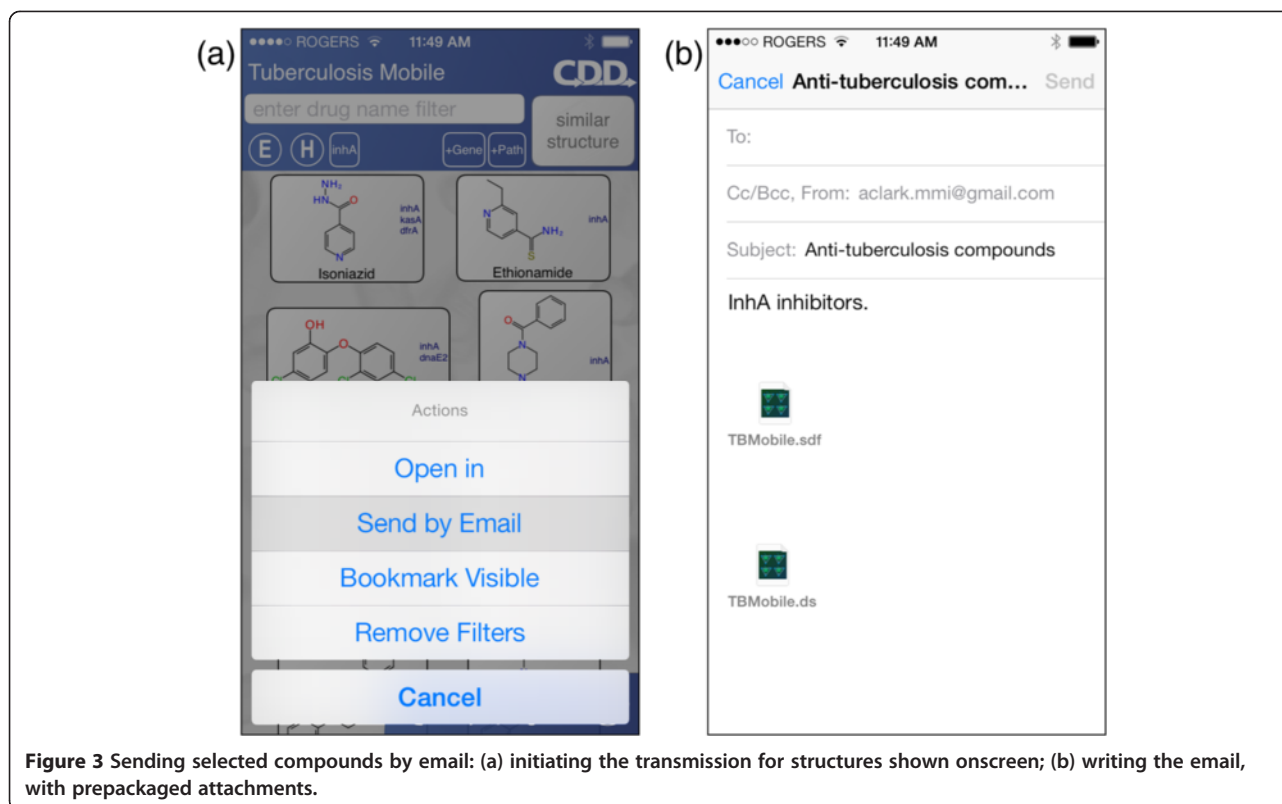 (a)
ROGERS 11:49 AM
Tuberculosis Mobile CDD
enter drug name filter
similar
structure
E H inhA +Gene +Path
NH₂
HN
O
N
inhA
kasA
dfrA
Isoniazid
N
NH₂
S
inhA
Ethionamide
OH
O
Cl Cl Cl
inhA
dnaE2
O
N
N
inhA
Actions
Open in
Send by Email
Bookmark Visible
Remove Filters
Cancel
(b)
ROGERS 11:49 AM
Cancel Anti-tuberculosis com... Send
To:
Cc/Bcc, From: aclark.mmi@gmail.com
Subject: Anti-tuberculosis compounds
InhA inhibitors.
TBMobile.sdf
TBMobile.ds
Figure 3 Sending selected compounds by email: (a) initiating the transmission for structures shown onscreen; (b) writing the email,
with prepackaged attachments.